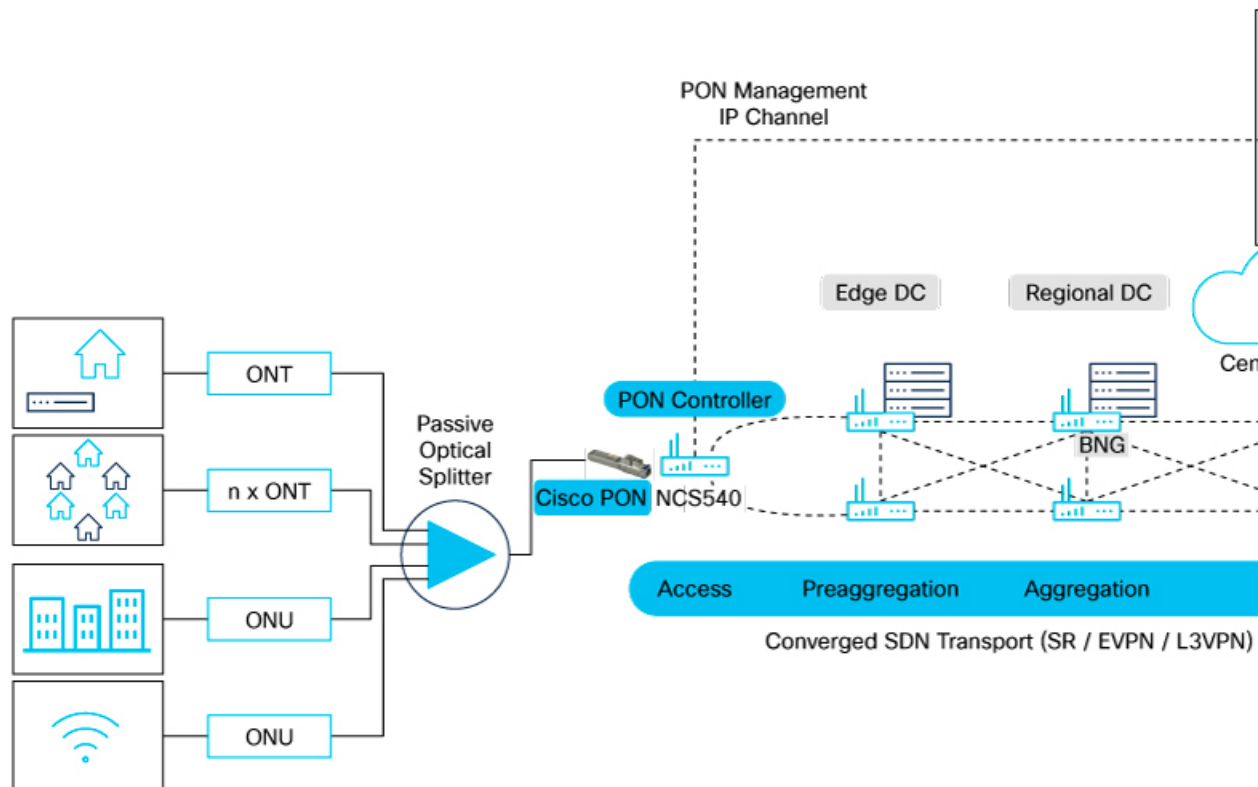 PON Management
IP Channel
Edge DC
Regional DC
ONT
PON Controller
Passive
Optical
Splitter
BNG
n x ONT
Cisco PON
NCS540
ONU
Access
Preaggregation
Aggregation
Converged SDN Transport (SR / EVPN / L3VPN)
ONU